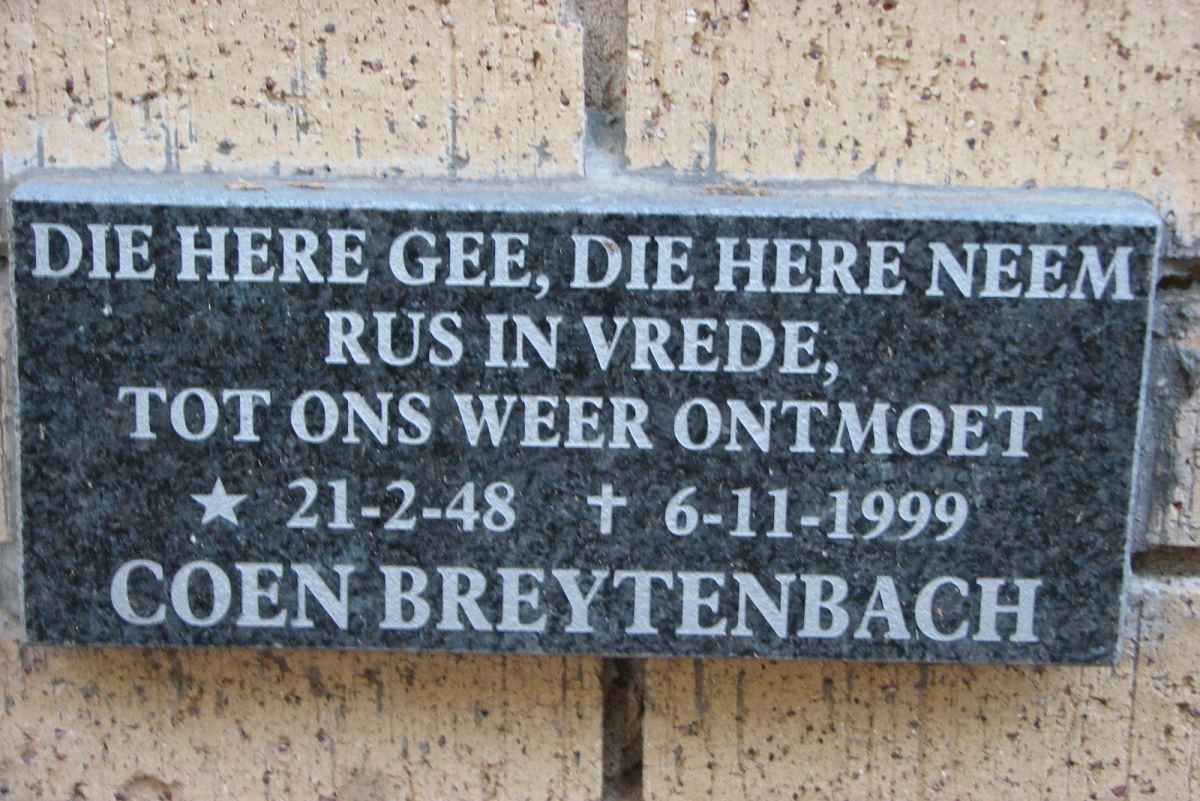 DIE HERE GEE, DIE HERE NEEM
RUS IN VREDE,
TOT ONS WEER ONTMOET
★ 21-2-48 ✝ 6-11-1999
COEN BREYTENBACH